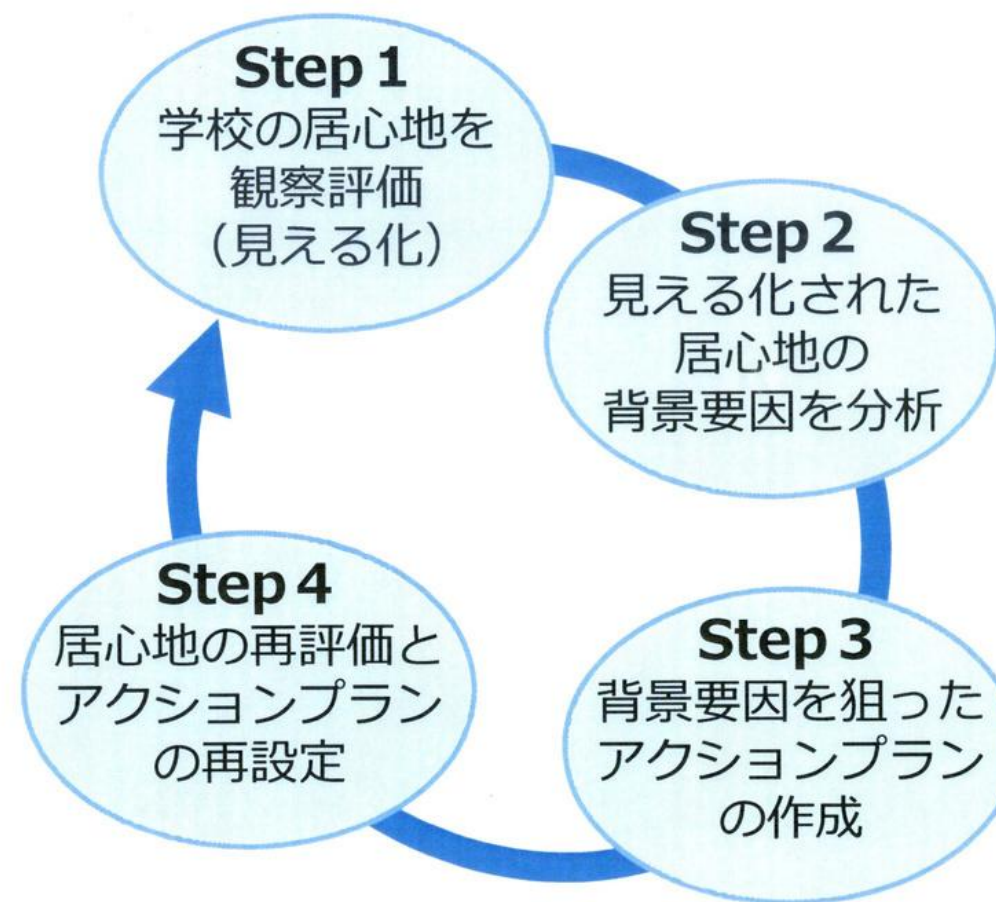 Step 1
学校の居心地を
観察評価
（見える化）
Step 2
見える化された
居心地の
背景要因を分析
Step 3
背景要因を狙った
アクションプラン
の作成
Step 4
居心地の再評価と
アクションプラン
の再設定